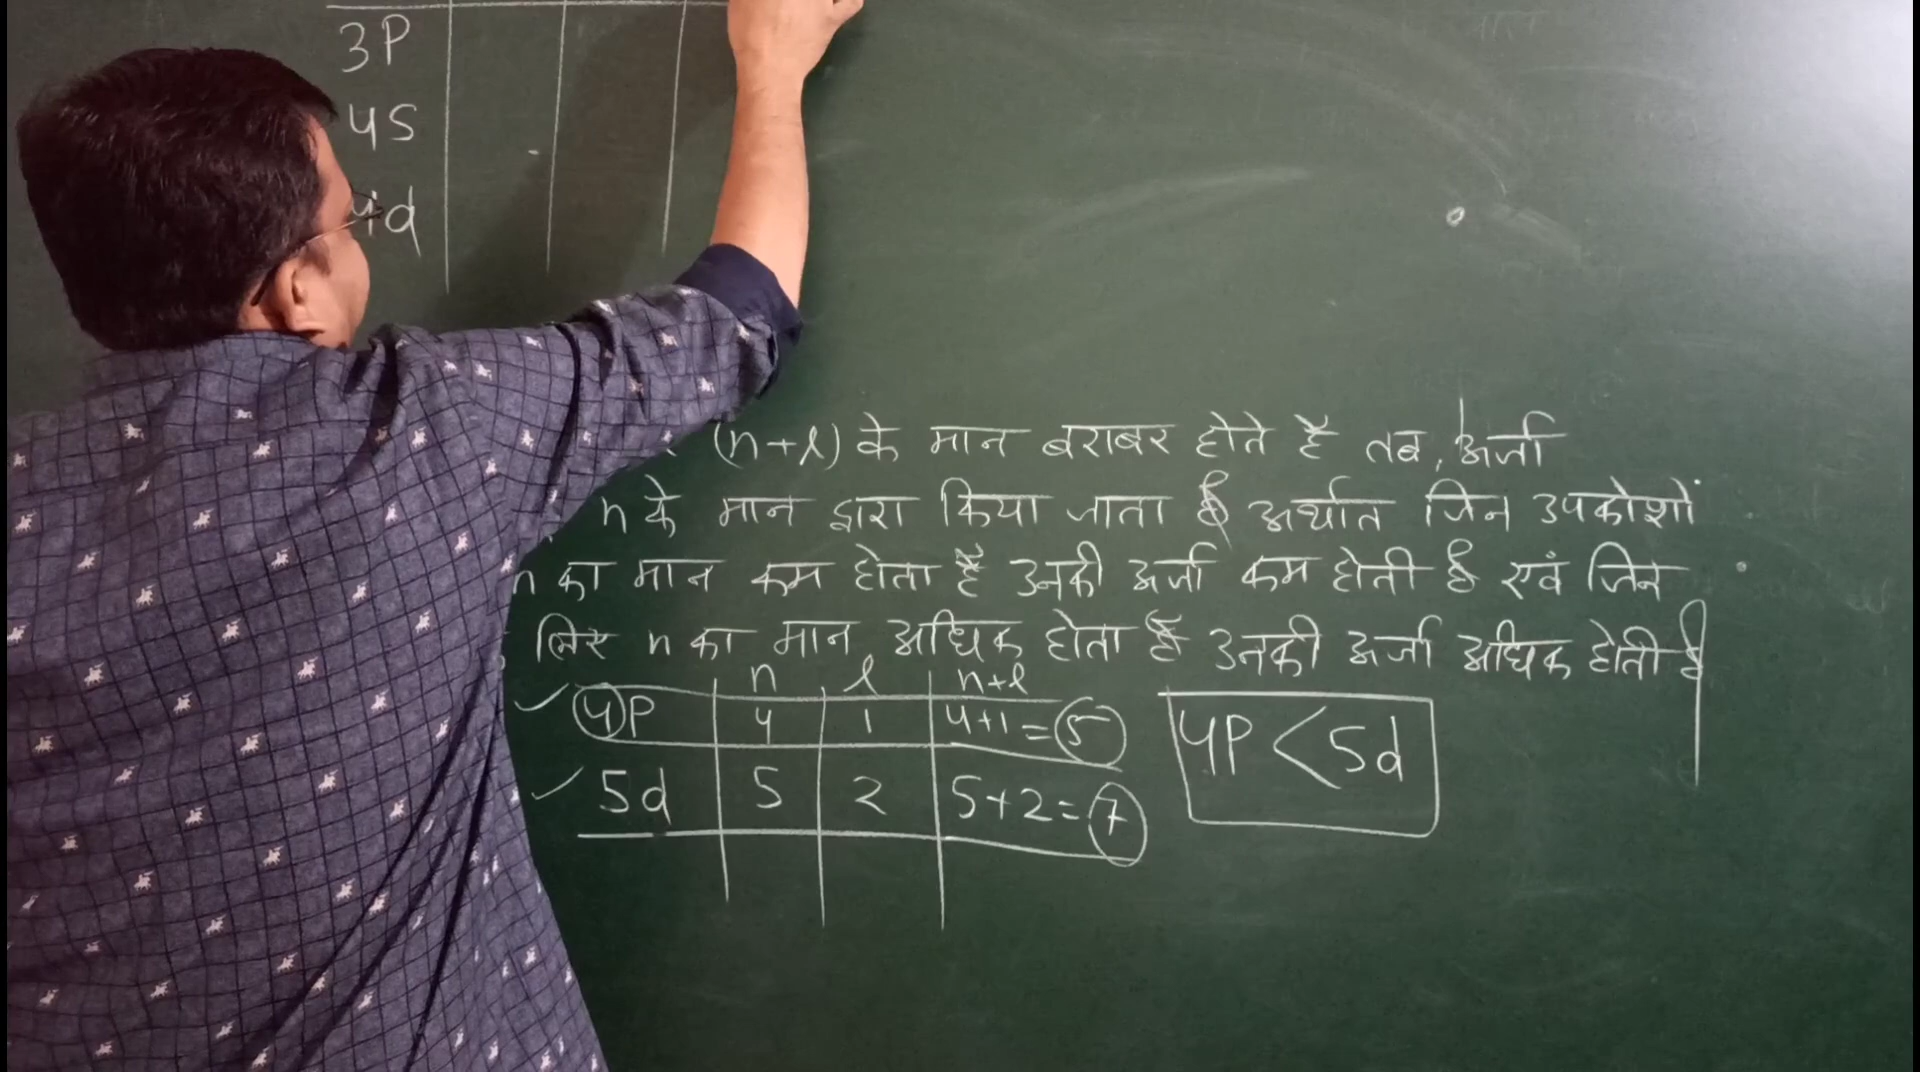 3P
4S
4d
(n+l) के मान बराबर होते हैं तब, ऊर्जा
n के मान द्वारा किया जाता है अर्थात जिन उपकोशों
n का मान कम होता है उनकी ऊर्जा कम होती है एवं जिन
लिए n का मान अधिक होता है उनकी ऊर्जा अधिक होती है
n l n+l
4P 4 1 4+1=5 4P < 5d
5d 5 2 5+2=7